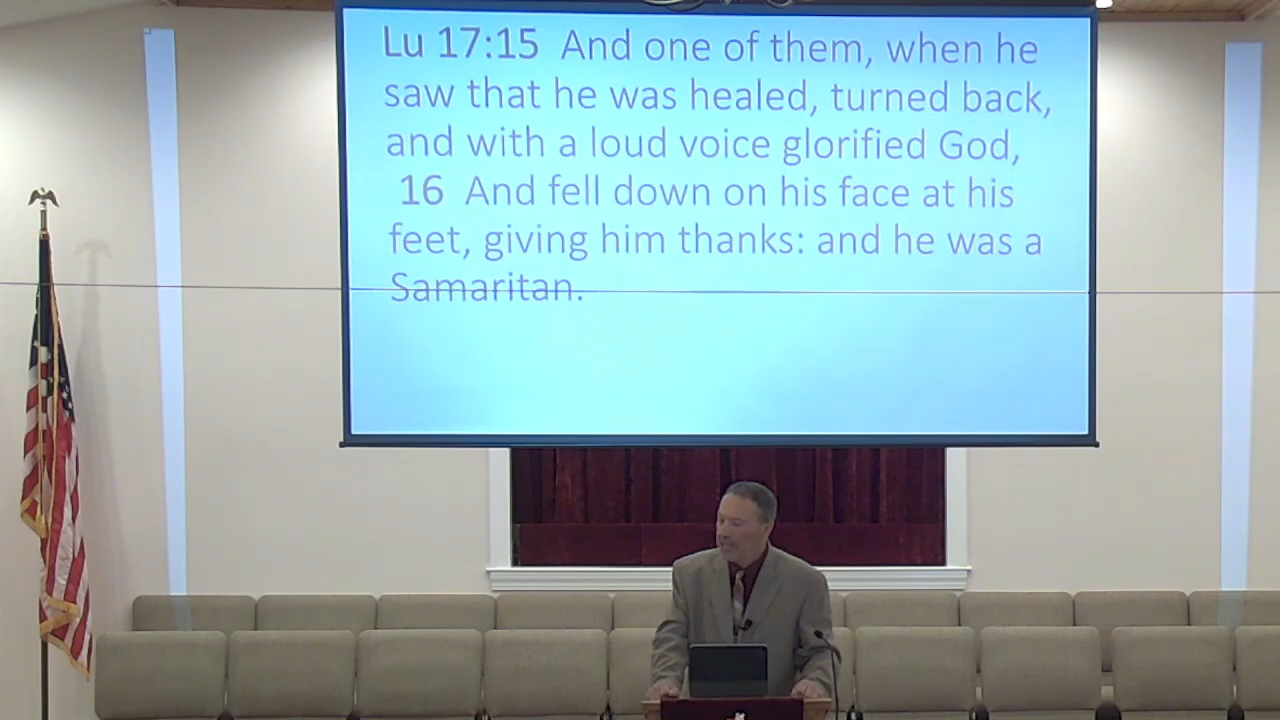 Lu 17:15 And one of them, when he
saw that he was healed, turned back,
and with a loud voice glorified God,
16 And fell down on his face at his
feet, giving him thanks: and he was a
Samaritan.